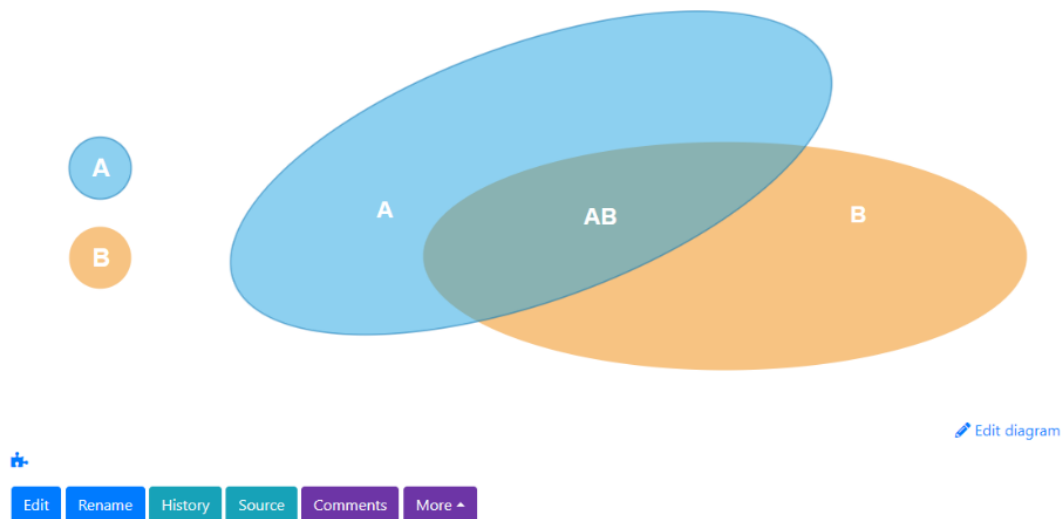 A
B
A
AB
B
Edit diagram
Edit
Rename
History
Source
Comments
More